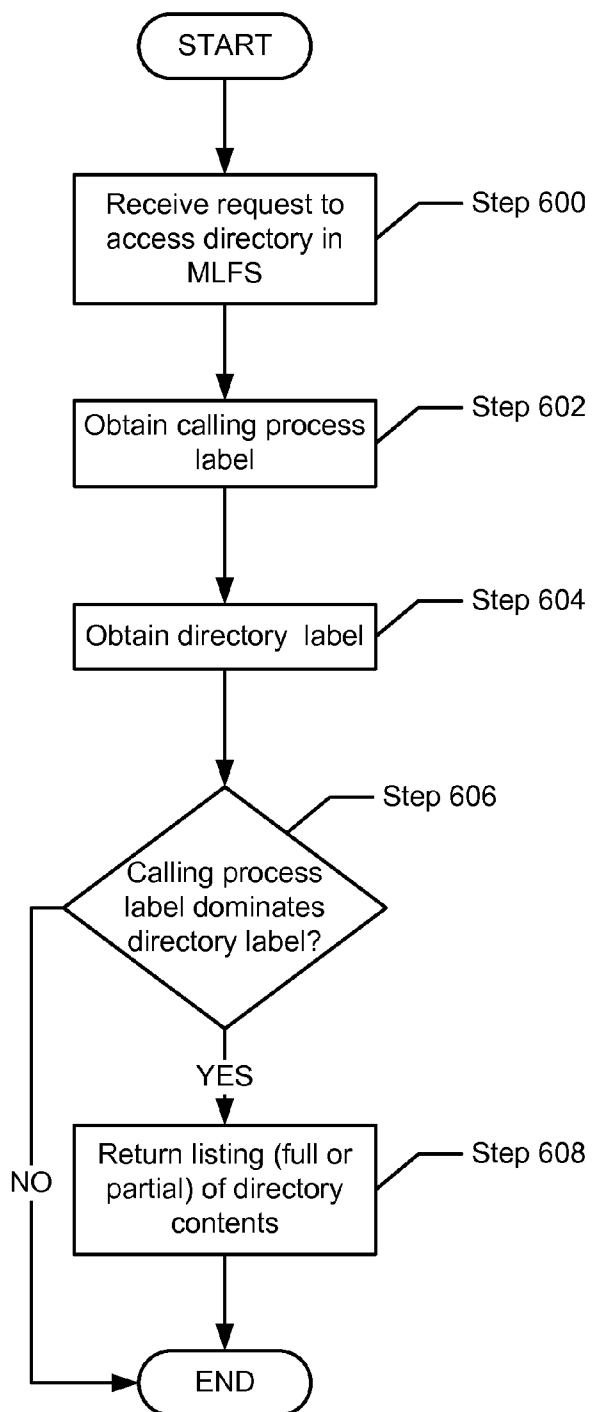 START
Receive request to
access directory in
MLFS
Step 600
Obtain calling process
label
Step 602
Obtain directory label
Step 604
Step 606
Calling process
label dominates
directory label?
YES
NO
Return listing (full or
partial) of directory
contents
Step 608
END